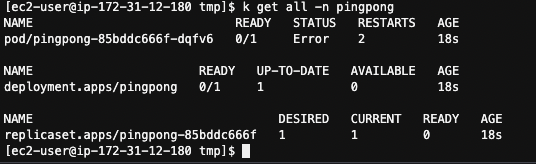 [ec2-user@ip-172-31-12-180 tmp]$ k get all -n pingpong
NAME                            READY   STATUS   RESTARTS   AGE
pod/pingpong-85bddc666f-dqfv6   0/1     Error    2          18s

NAME                       READY   UP-TO-DATE   AVAILABLE   AGE
deployment.apps/pingpong   0/1     1            0           18s

NAME                                  DESIRED   CURRENT   READY   AGE
replicaset.apps/pingpong-85bddc666f   1         1         0       18s
[ec2-user@ip-172-31-12-180 tmp]$